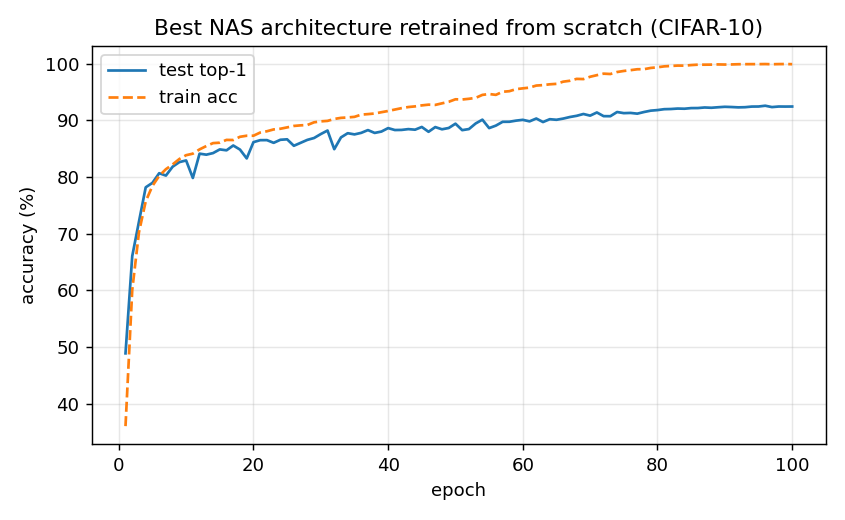 Best NAS architecture retrained from scratch (CIFAR-10)
test top-1
train acc
100
90
80
70
60
50
40
accuracy (%)
0 20 40 60 80 100
epoch